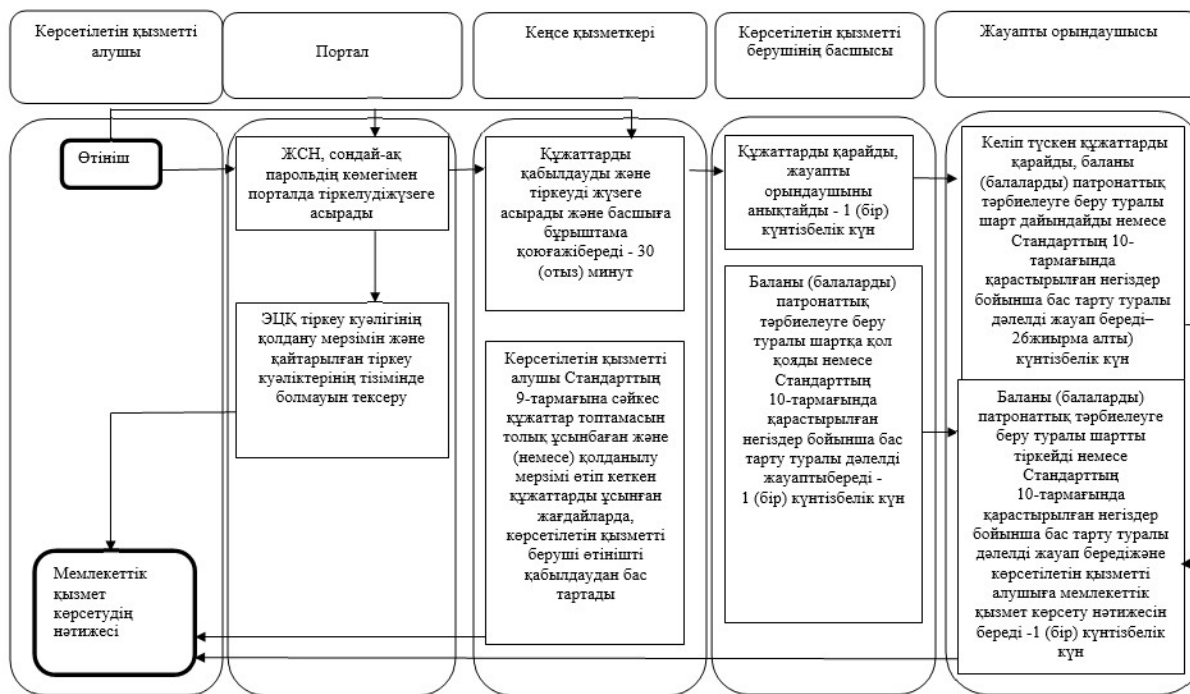 Көрсетілетін қызметті
алушы
Портал
Кеңсе қызметкері
Көрсетілетін қызметті
берушінің басшысы
Жауапты орындаушысы
Өтініш
ЖСН, сондай-ақ
парольдің кемегімен
порталда тіркелудіжүзеге
асырады
Құжаттарды
қабылдауды және
тіркеуді жүзеге
асырады және басшыға
бұрыштама
қоюғажібереді - 30
(отыз) минут
Құжаттарды қарайды,
жауапты
орындаушыны
анықтайды - 1 (бір)
күнтізбелік күн
Келіп түскен құжаттарды
қарайды, баланы
(балаларды) патронаттық
тәрбиелеуге беру туралы
шарт дайындайды немесе
Стандарттың 10-
тармағында
қарастырылған негіздер
бойынша бас тарту туралы
дәлелді жауап береді–
26жиырма алты)
күнтізбелік күн
ЭЦҚ тіркеу куәлігінің
қолдану мерзімін және
қайтарылған тіркеу
куәліктерінің тізімінде
болмауын тексеру
Көрсетілетін қызметті
алушы Стандарттың
9-тармағына сәйкес
құжаттар топтамасын
толық ұсынбаған және
(немесе) қолданылу
мерзімі өтіп кеткен
құжаттарды ұсынған
жағдайларда,
көрсетілетін қызметті
беруші өтінішті
қабылдаудан бас
тартады
Баланы (балаларды)
патронаттық
тәрбиелеуге беру
туралы шартқа қол
қояды немесе
Стандарттың
10-тармағында
қарастырылған
негіздер бойынша бас
тарту туралы дәлелді
жауаптыбереді -
1 (бір) күнтізбелік күн
Баланы (балаларды)
патронаттық тәрбиелеуге
беру туралы шартты
тіркейді немесе
Стандарттың
10-тармағында
қарастырылған негіздер
бойынша бас тарту туралы
дәлелді жауап бередіжәне
көрсетілетін қызметті
алушыға мемлекеттік
қызмет көрсету нәтижесін
береді -1 (бір) күнтізбелік
күн
Мемлекеттік
қызмет
көрсетудің
нәтижесі